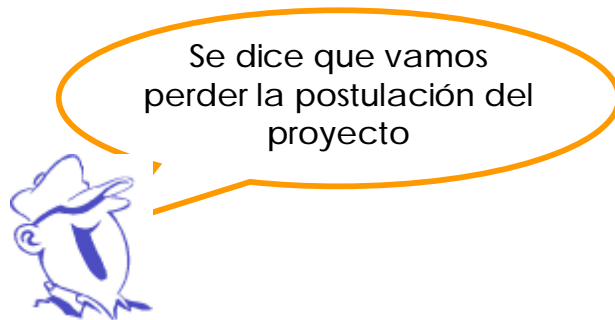 Se dice que vamos
perder la postulación del
proyecto